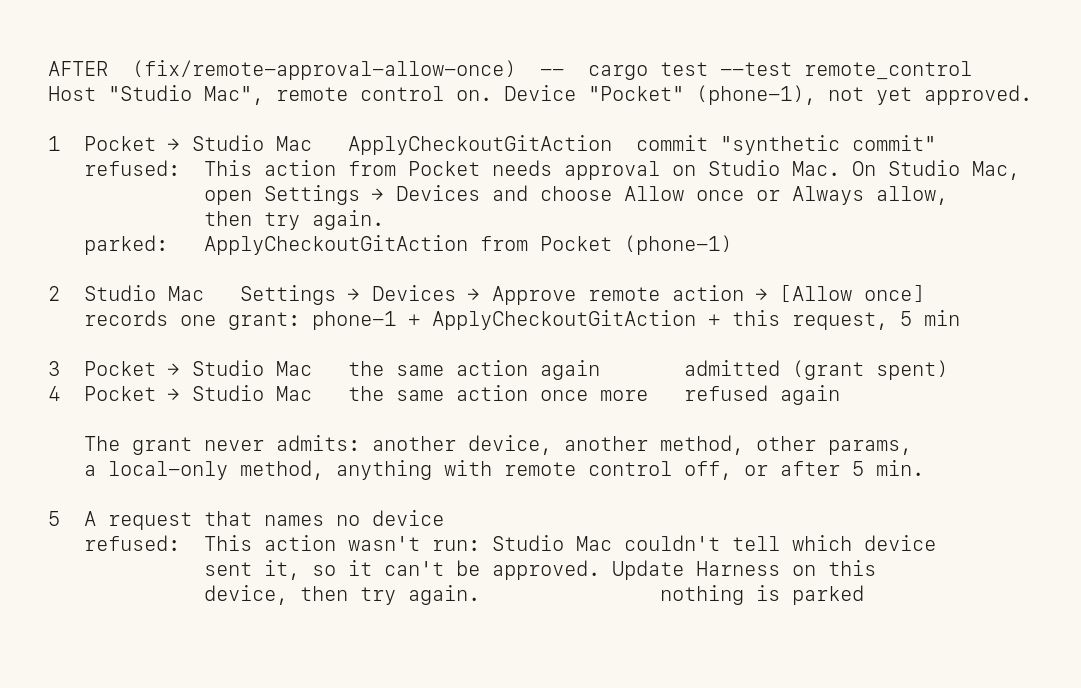 AFTER  (fix/remote-approval-allow-once)  --  cargo test --test remote_control
Host "Studio Mac", remote control on. Device "Pocket" (phone-1), not yet approved.
1  Pocket → Studio Mac   ApplyCheckoutGitAction  commit "synthetic commit"
refused:  This action from Pocket needs approval on Studio Mac. On Studio Mac,
open Settings → Devices and choose Allow once or Always allow,
then try again.
parked:   ApplyCheckoutGitAction from Pocket (phone-1)
2  Studio Mac   Settings → Devices → Approve remote action → [Allow once]
records one grant: phone-1 + ApplyCheckoutGitAction + this request, 5 min
3  Pocket → Studio Mac   the same action again       admitted (grant spent)
4  Pocket → Studio Mac   the same action once more   refused again
The grant never admits: another device, another method, other params,
a local-only method, anything with remote control off, or after 5 min.
5  A request that names no device
refused:  This action wasn't run: Studio Mac couldn't tell which device
sent it, so it can't be approved. Update Harness on this
device, then try again.               nothing is parked